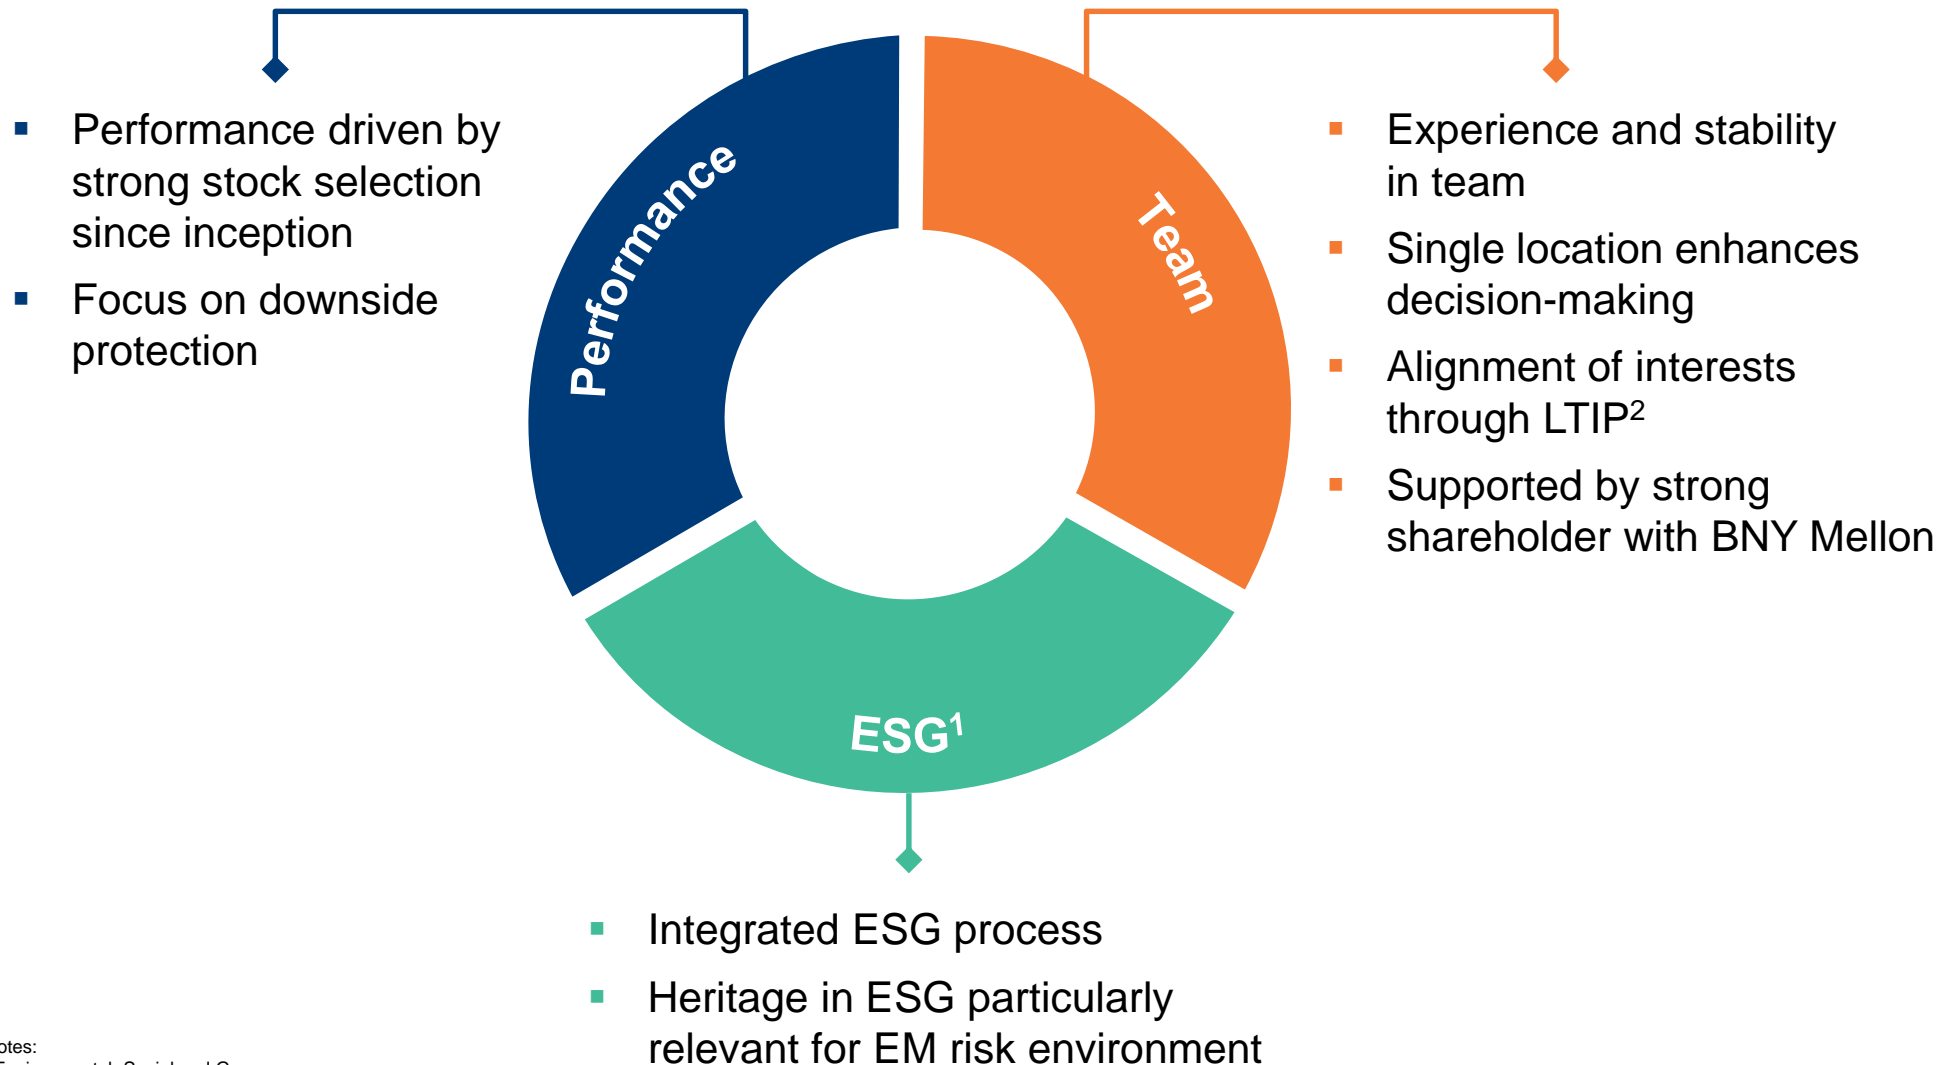 Performance driven by
strong stock selection
since inception
Focus on downside
protection
Performance
Team
Experience and stability
in team
Single location enhances
decision-making
Alignment of interests
through LTIP²
Supported by strong
shareholder with BNY Mellon
ESG¹
Integrated ESG process
Heritage in ESG particularly
relevant for EM risk environment